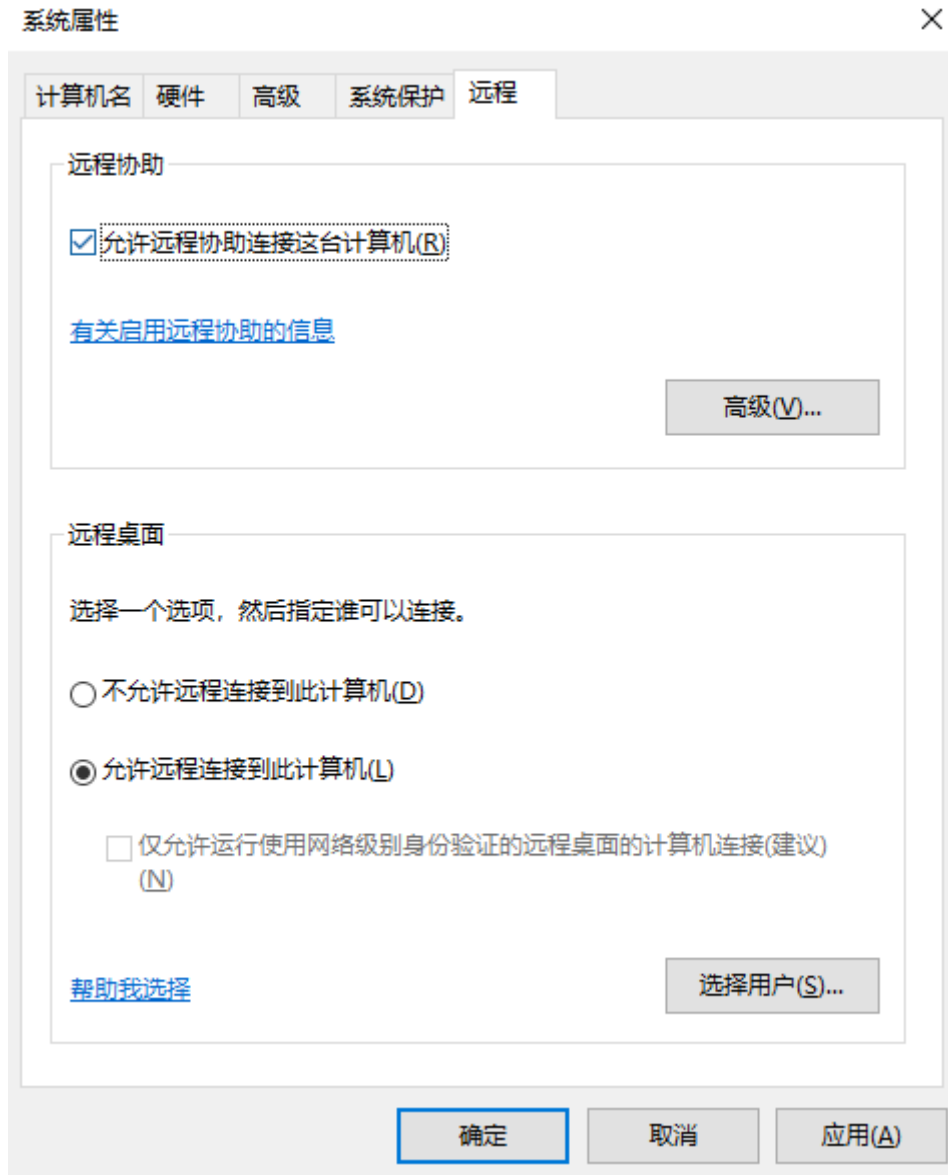 系统属性
计算机名 硬件 高级 系统保护 远程
远程协助
允许远程协助连接这台计算机(R)
有关启用远程协助的信息
高级(V)...
远程桌面
选择一个选项，然后指定谁可以连接。
不允许远程连接到此计算机(D)
允许远程连接到此计算机(L)
仅允许运行使用网络级别身份验证的远程桌面的计算机连接(建议)
(N)
帮助我选择
选择用户(S)...
确定 取消 应用(A)